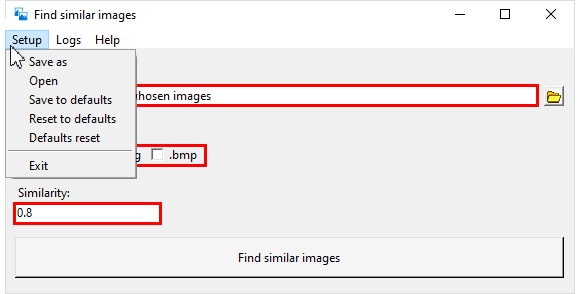 Find similar images
Setup Logs Help
Save as
Open
Save to defaults
Reset to defaults
Defaults reset
Exit
hosen images
.bmp
Similarity:
0.8
Find similar images